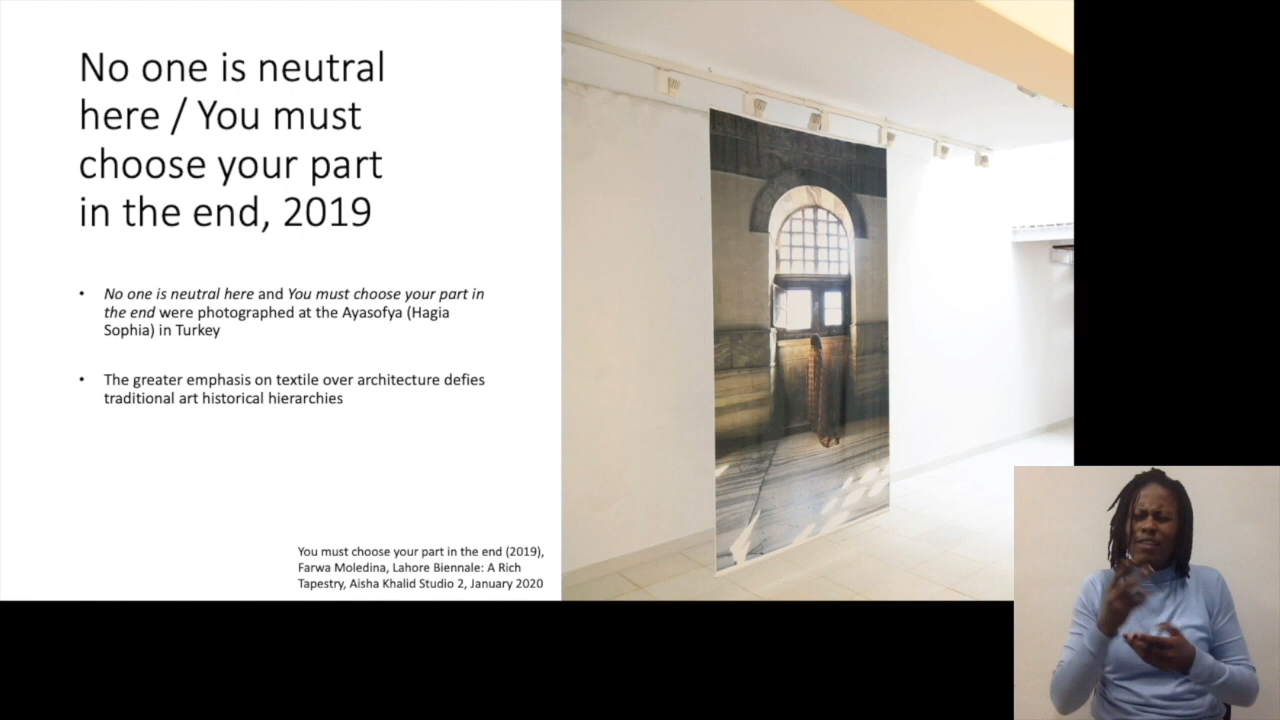 No one is neutral
here / You must
choose your part
in the end, 2019
• No one is neutral here and You must choose your part in
the end were photographed at the Ayasofya (Hagia
Sophia) in Turkey
• The greater emphasis on textile over architecture defies
traditional art historical hierarchies
You must choose your part in the end (2019),
Farwa Moledina, Lahore Biennale: A Rich
Tapestry, Aisha Khalid Studio 2, January 2020